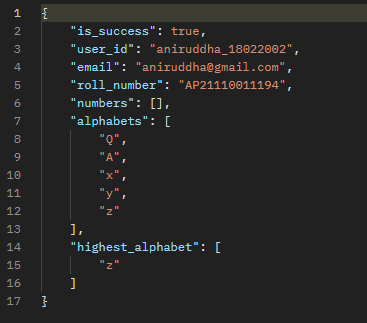 1 {
2     "is_success": true,
3     "user_id": "aniruddha_18022002",
4     "email": "aniruddha@gmail.com",
5     "roll_number": "AP21110011194",
6     "numbers": [],
7     "alphabets": [
8         "Q",
9         "A",
10         "x",
11         "y",
12         "z"
13     ],
14     "highest_alphabet": [
15         "z"
16     ]
17 }